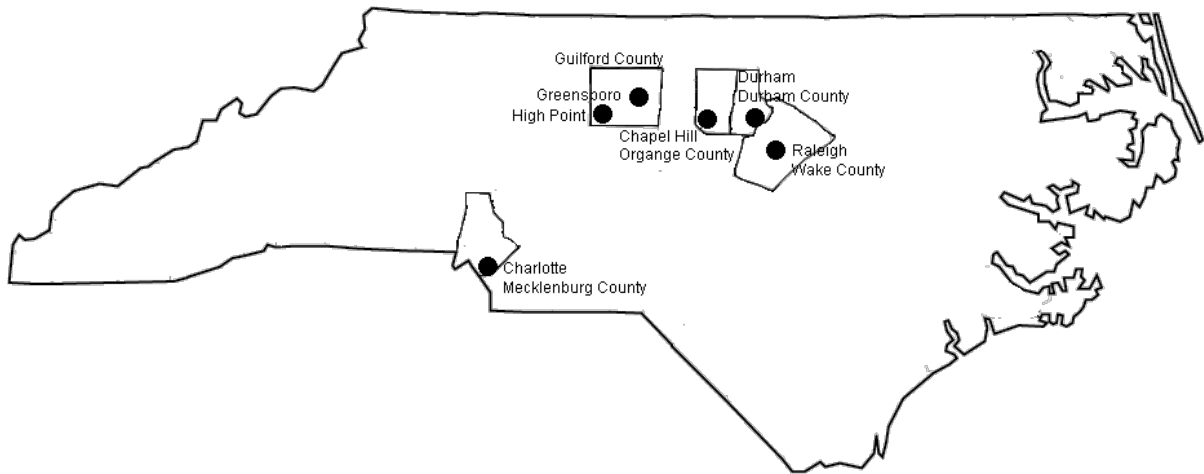 Guilford County
Greensboro
High Point
Durham
Durham County
Chapel Hill
Organge County
Raleigh
Wake County
Charlotte
Mecklenburg County